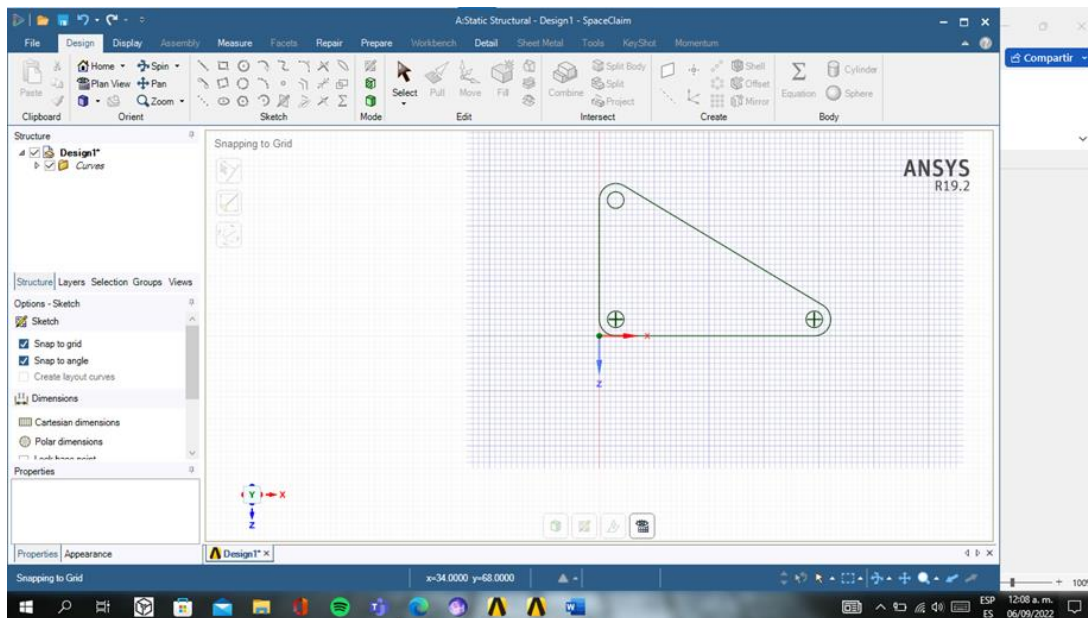 A:Static Structural - Design1 - SpaceClaim
File Design Display Assembly Measure Facets Repair Prepare Workbench Detail Sheet Metal Tools KeyShot Momentum
Compartir
Home Spin
Plan View Pan
Zoom
Paste
Select Pull Move Fill
Combine
Split Body
Split
Project
Shell
Offset
Mirror
Equation
Cylinder
Sphere
Clipboard Orient Sketch Mode Edit Intersect Create Body
Structure
Design1*
Curves
Structure Layers Selection Groups Views
Options - Sketch
Sketch
Snap to grid
Snap to angle
Create layout curves
Dimensions
Cartesian dimensions
Polar dimensions
Lock base point
Properties
Properties Appearance
Snapping to Grid
ANSYS
R19.2
X
Z
Y X
Z
Design1*
Snapping to Grid
x=34.0000 y=68.0000
100
ESP
ES
12:08 a. m.
06/09/2022